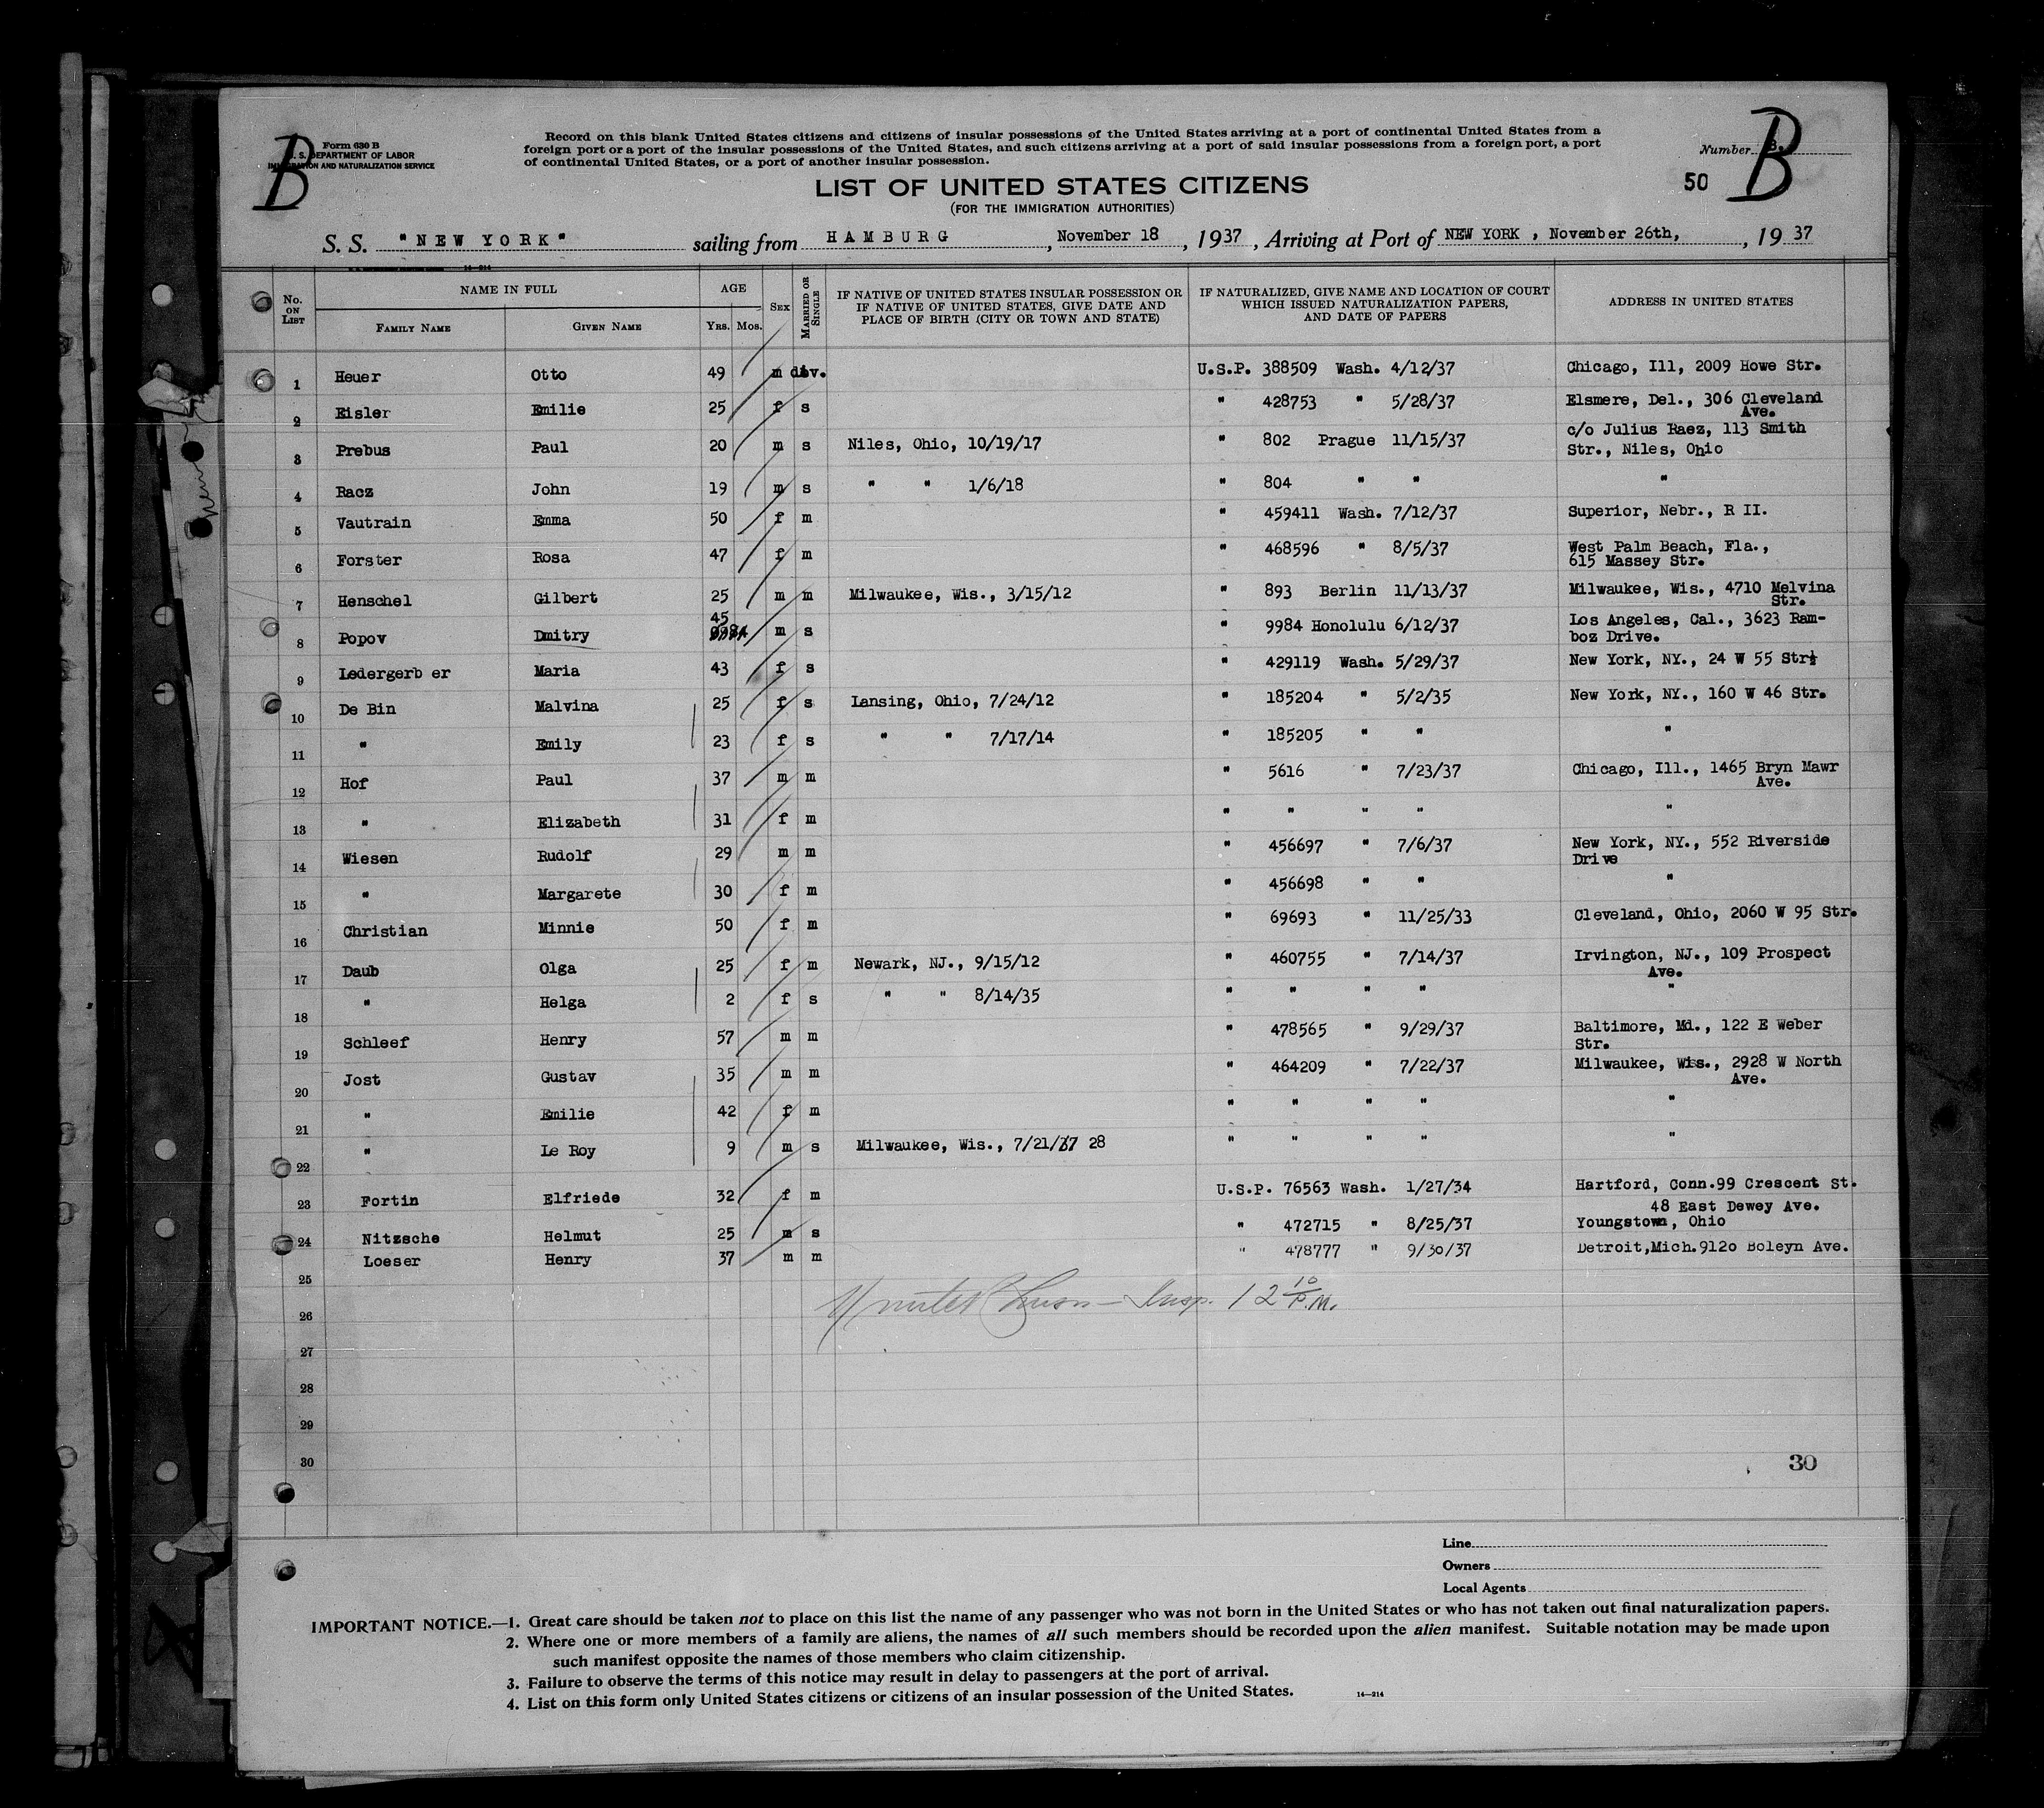 B
Form 630 B
U. S. DEPARTMENT OF LABOR
IMMIGRATION AND NATURALIZATION SERVICE
Record on this blank United States citizens and citizens of insular possessions of the United States arriving at a port of continental United States from a
foreign port or a port of the insular possessions of the United States, and such citizens arriving at a port of said insular possessions from a foreign port, a port
of continental United States, or a port of another insular possession.
Number B.
50 B
LIST OF UNITED STATES CITIZENS
(FOR THE IMMIGRATION AUTHORITIES)
S. S. "NEW YORK" sailing from HAMBURG, November 18, 1937, Arriving at Port of NEW YORK, November 26th, , 1937
No. ON LIST NAME IN FULL AGE SEX MARRIED OR SINGLE IF NATIVE OF UNITED STATES INSULAR POSSESSION OR IF NATIVE OF UNITED STATES, GIVE DATE AND PLACE OF BIRTH (CITY OR TOWN AND STATE) IF NATURALIZED, GIVE NAME AND LOCATION OF COURT WHICH ISSUED NATURALIZATION PAPERS, AND DATE OF PAPERS ADDRESS IN UNITED STATES
FAMILY NAME GIVEN NAME YRS. MOS.
1 Heuer Otto 49 m div. U.S.P. 388509 Wash. 4/12/37 Chicago, Ill, 2009 Howe Str.
2 Eisler Emilie 25 f s " 428753 " 5/28/37 Elsmere, Del., 306 Cleveland
Ave.
3 Prebus Paul 20 m s Niles, Ohio, 10/19/17 " 802 Prague 11/15/37 c/o Julius Raez, 113 Smith
Str., Niles, Ohio
4 Racz John 19 m s " " 1/6/18 " 804 " " "
5 Vautrain Emma 50 f m " 459411 Wash. 7/12/37 Superior, Nebr., R II.
6 Forster Rosa 47 f m " 468596 " 8/5/37 West Palm Beach, Fla.,
615 Massey Str.
7 Henschel Gilbert 25 m m Milwaukee, Wis., 3/15/12 " 893 Berlin 11/13/37 Milwaukee, Wis., 4710 Melvina
Str.
8 Popov Dmitry 45 9984 m s " 9984 Honolulu 6/12/37 Los Angeles, Cal., 3623 Ram-
boz Drive.
9 Ledergerb er Maria 43 f s " 429119 Wash. 5/29/37 New York, NY., 24 W 55 Str.
10 De Bin Malvina 25 f s Lansing, Ohio, 7/24/12 " 185204 " 5/2/35 New York, NY., 160 W 46 Str.
11 " Emily 23 f s " " 7/17/14 " 185205 " " "
12 Hof Paul 37 m m " 5616 " 7/23/37 Chicago, Ill., 1465 Bryn Mawr
Ave.
13 " Elizabeth 31 f m " " " " "
14 Wiesen Rudolf 29 m m " 456697 " 7/6/37 New York, NY., 552 Riverside
Drive
15 " Margarete 30 f m " 456698 " " "
16 Christian Minnie 50 f m " 69693 " 11/25/33 Cleveland, Ohio, 2060 W 95 Str.
17 Daub Olga 25 f m Newark, NJ., 9/15/12 " 460755 " 7/14/37 Irvington, NJ., 109 Prospect
Ave.
18 " Helga 2 f s " " 8/14/35 " " " " "
19 Schleef Henry 57 m m " 478565 " 9/29/37 Baltimore, Md., 122 E Weber
Str.
20 Jost Gustav 35 m m " 464209 " 7/22/37 Milwaukee, Wis., 2928 W North
Ave.
21 " Emilie 42 f m " " " " "
22 " Le Roy 9 m s Milwaukee, Wis., 7/21/37 28 " " " " "
23 Fortin Elfriede 32 f m U.S.P. 76563 Wash. 1/27/34 Hartford, Conn.99 Crescent St.
48 East Dewey Ave.
24 Nitzsche Helmut 25 m s " 472715 " 8/25/37 Youngstown, Ohio
25 Loeser Henry 37 m m " 478777 " 9/30/37 Detroit,Mich.9120 Boleyn Ave.
26 Insp. 12 10 P.M.
27
28
29
30 30
Line
Owners
Local Agents
IMPORTANT NOTICE.—1. Great care should be taken not to place on this list the name of any passenger who was not born in the United States or who has not taken out final naturalization papers.
2. Where one or more members of a family are aliens, the names of all such members should be recorded upon the alien manifest. Suitable notation may be made upon
such manifest opposite the names of those members who claim citizenship.
3. Failure to observe the terms of this notice may result in delay to passengers at the port of arrival.
4. List on this form only United States citizens or citizens of an insular possession of the United States. 14—214